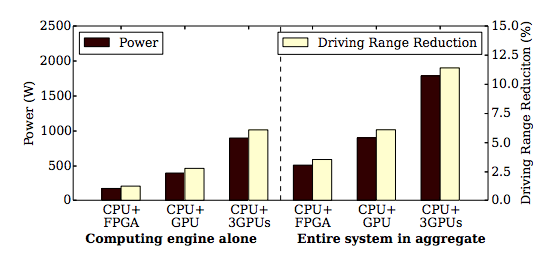 2500
2000
1500
1000
500
0
Power (W)
Power
Driving Range Reduction
15.0
12.5
10.0
7.5
5.0
2.5
0.0
Driving Range Reduciton (%)
CPU+ FPGA
CPU+ GPU
CPU+ 3GPUs
CPU+ FPGA
CPU+ GPU
CPU+ 3GPUs
Computing engine alone
Entire system in aggregate